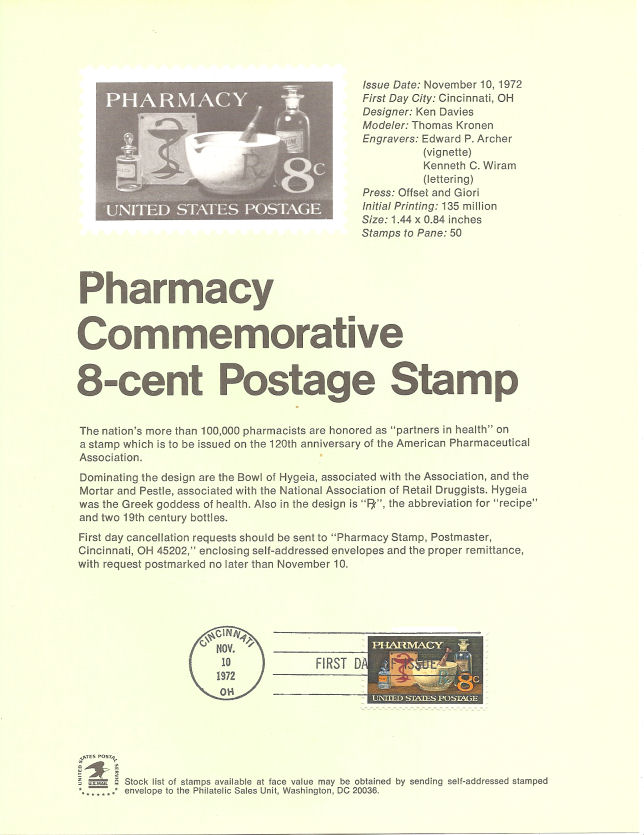 PHARMACY
8c
UNITED STATES POSTAGE
Issue Date: November 10, 1972
First Day City: Cincinnati, OH
Designer: Ken Davies
Modeler: Thomas Kronen
Engravers: Edward P. Archer
(vignette)
Kenneth C. Wiram
(lettering)
Press: Offset and Giori
Initial Printing: 135 million
Size: 1.44 x 0.84 inches
Stamps to Pane: 50
Pharmacy
Commemorative
8-cent Postage Stamp
The nation's more than 100,000 pharmacists are honored as "partners in health" on
a stamp which is to be issued on the 120th anniversary of the American Pharmaceutical
Association.
Dominating the design are the Bowl of Hygeia, associated with the Association, and the
Mortar and Pestle, associated with the National Association of Retail Druggists. Hygeia
was the Greek goddess of health. Also in the design is "℞", the abbreviation for "recipe"
and two 19th century bottles.
First day cancellation requests should be sent to "Pharmacy Stamp, Postmaster,
Cincinnati, OH 45202," enclosing self-addressed envelopes and the proper remittance,
with request postmarked no later than November 10.
CINCINNATI
NOV.
10
1972
OH
FIRST DAY OF ISSUE
PHARMACY
8c
UNITED STATES POSTAGE
UNITED STATES POSTAL SERVICE
U.S.MAIL
Stock list of stamps available at face value may be obtained by sending self-addressed stamped
envelope to the Philatelic Sales Unit, Washington, DC 20036.